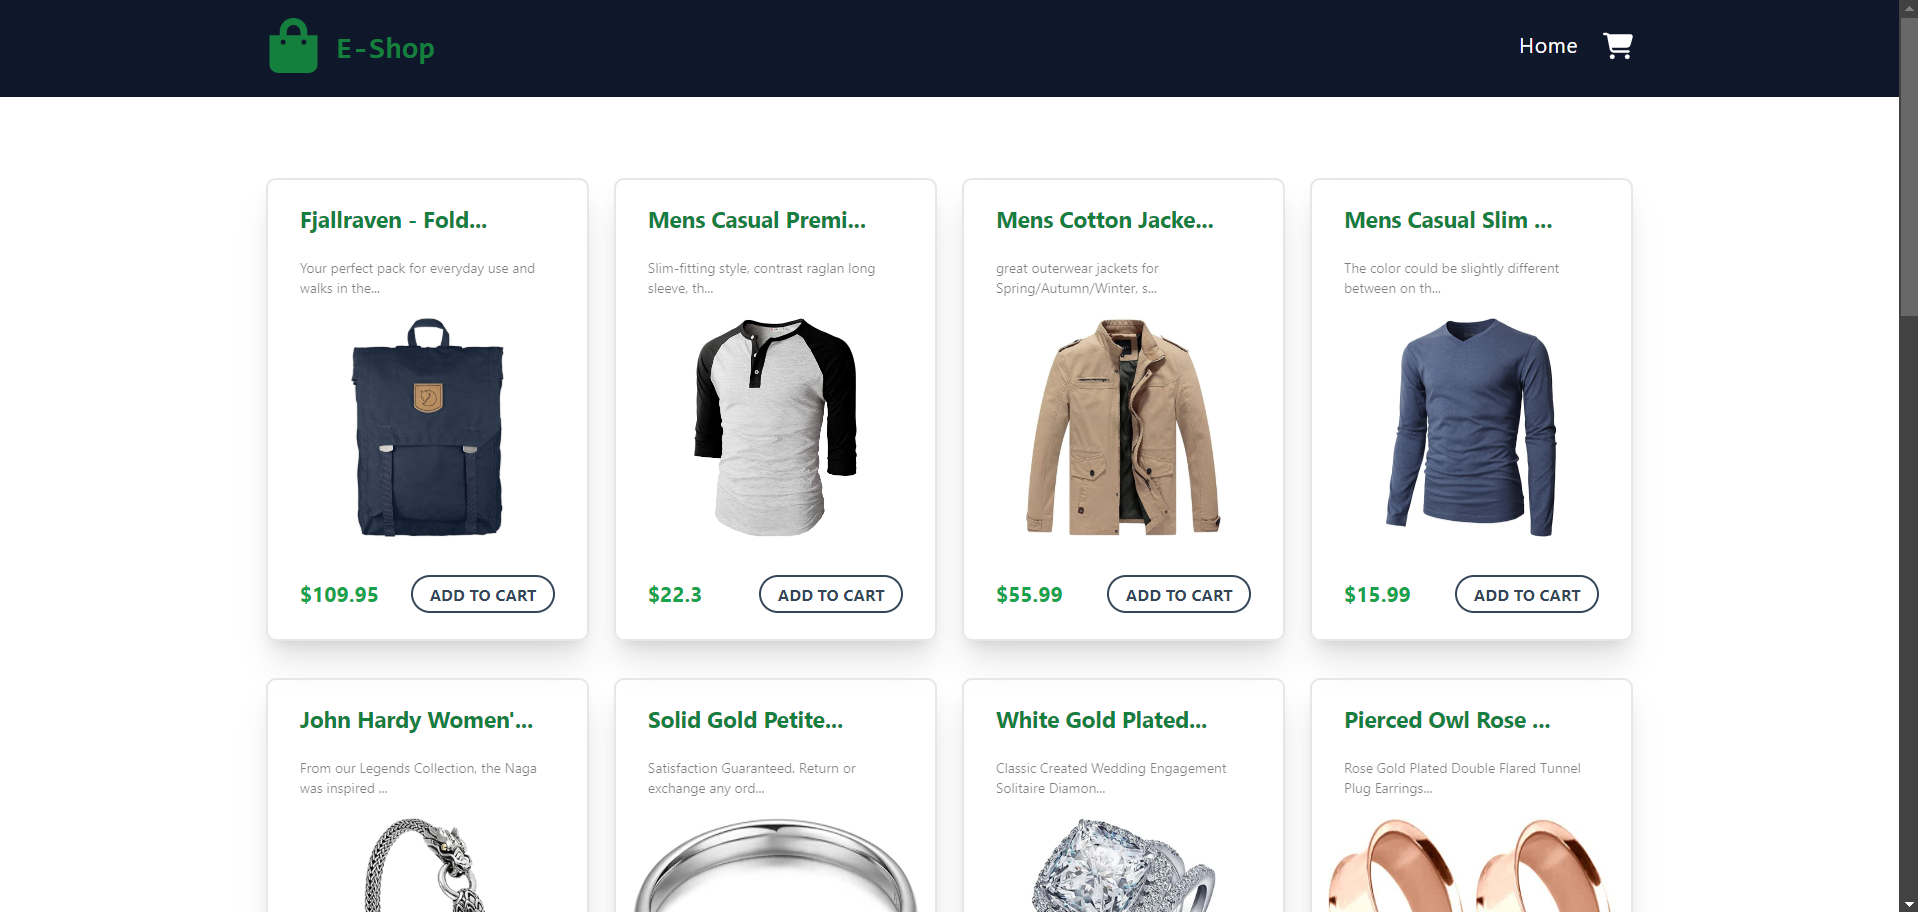 E-Shop
Home
Fjallraven - Fold...
Your perfect pack for everyday use and
walks in the...
$109.95
ADD TO CART
Mens Casual Premi...
Slim-fitting style, contrast raglan long
sleeve, th...
$22.3
ADD TO CART
Mens Cotton Jacke...
great outerwear jackets for
Spring/Autumn/Winter, s...
$55.99
ADD TO CART
Mens Casual Slim ...
The color could be slightly different
between on th...
$15.99
ADD TO CART
John Hardy Women'...
From our Legends Collection, the Naga
was inspired ...
Solid Gold Petite...
Satisfaction Guaranteed. Return or
exchange any ord...
White Gold Plated...
Classic Created Wedding Engagement
Solitaire Diamon...
Pierced Owl Rose ...
Rose Gold Plated Double Flared Tunnel
Plug Earrings...